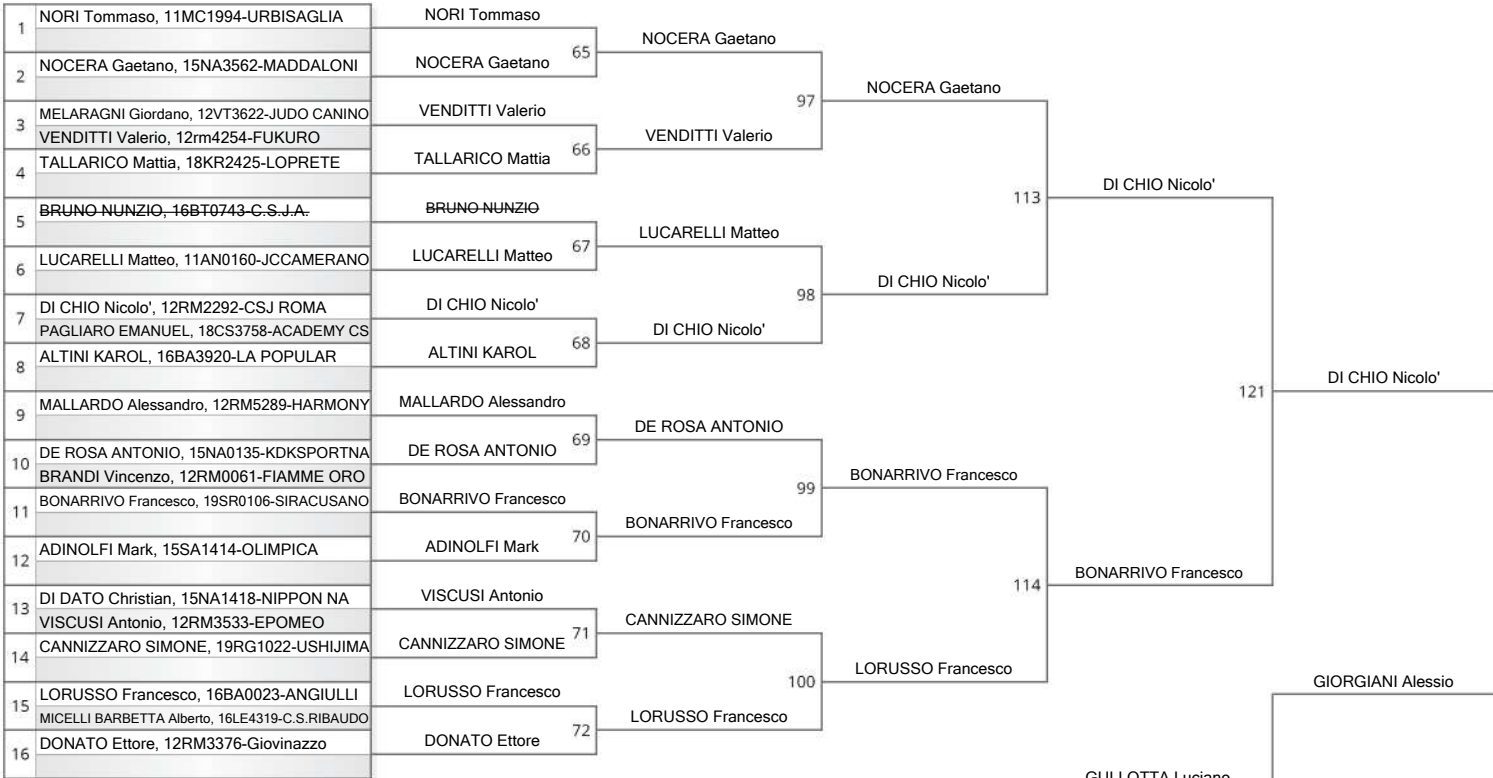 1
NORI Tommaso, 11MC1994-URBISAGLIA
2
NOCERA Gaetano, 15NA3562-MADDALONI
3
MELARAGNI Giordano, 12VT3622-JUDO CANINO
VENDITTI Valerio, 12rm4254-FUKURO
4
TALLARICO Mattia, 18KR2425-LOPRETE
5
BRUNO NUNZIO, 16BT0743-C.S.J.A.
6
LUCARELLI Matteo, 11AN0160-JCCAMERANO
7
DI CHIO Nicolo', 12RM2292-CSJ ROMA
PAGLIARO EMANUEL, 18CS3758-ACADEMY CS
8
ALTINI KAROL, 16BA3920-LA POPULAR
9
MALLARDO Alessandro, 12RM5289-HARMONY
10
DE ROSA ANTONIO, 15NA0135-KDKSPORTNA
BRANDI Vincenzo, 12RM0061-FIAMME ORO
11
BONARRIVO Francesco, 19SR0106-SIRACUSANO
12
ADINOLFI Mark, 15SA1414-OLIMPICA
13
DI DATO Christian, 15NA1418-NIPPON NA
VISCUSI Antonio, 12RM3533-EPOMEO
14
CANNIZZARO SIMONE, 19RG1022-USHIJIMA
15
LORUSSO Francesco, 16BA0023-ANGIULLI
MICELLI BARBETTA Alberto, 16LE4319-C.S.RIBAUDO
16
DONATO Ettore, 12RM3376-Giovinazzo
NORI Tommaso
65
NOCERA Gaetano
VENDITTI Valerio
66
TALLARICO Mattia
BRUNO NUNZIO
67
LUCARELLI Matteo
DI CHIO Nicolo'
68
ALTINI KAROL
MALLARDO Alessandro
69
DE ROSA ANTONIO
BONARRIVO Francesco
70
ADINOLFI Mark
VISCUSI Antonio
71
CANNIZZARO SIMONE
LORUSSO Francesco
72
DONATO Ettore
NOCERA Gaetano
97
VENDITTI Valerio
LUCARELLI Matteo
98
DI CHIO Nicolo'
DE ROSA ANTONIO
99
BONARRIVO Francesco
CANNIZZARO SIMONE
100
LORUSSO Francesco
NOCERA Gaetano
113
DI CHIO Nicolo'
BONARRIVO Francesco
114
LORUSSO Francesco
DI CHIO Nicolo'
121
BONARRIVO Francesco
DI CHIO Nicolo'
GIORGIANI Alessio
GULLOTTA Luciano